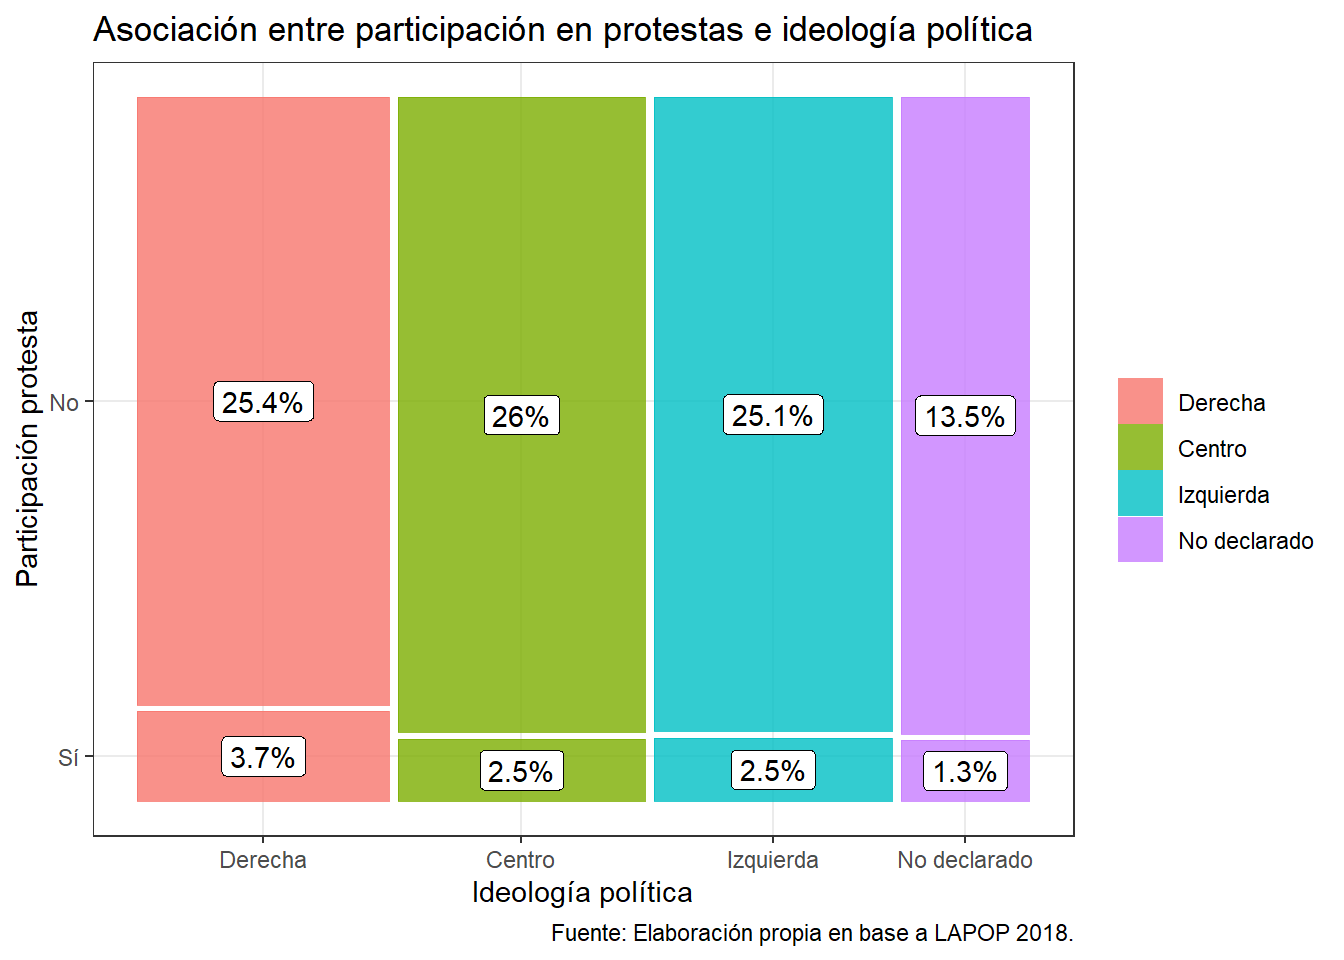 Asociación entre participación en protestas e ideología política
Participación protesta
No
Sí
25.4%
26%
25.1%
13.5%
3.7%
2.5%
2.5%
1.3%
Derecha
Centro
Izquierda
No declarado
Ideología política
Derecha
Centro
Izquierda
No declarado
Fuente: Elaboración propia en base a LAPOP 2018.